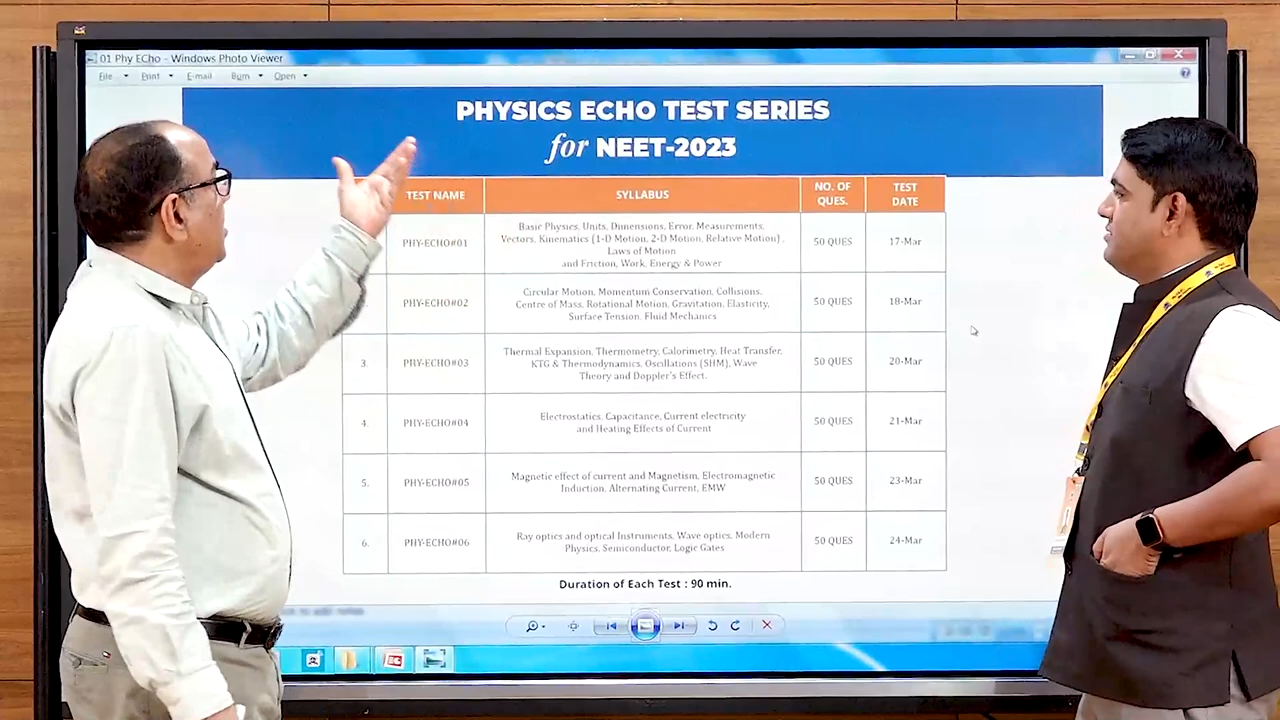 01 Phy ECho - Windows Photo Viewer
File Print E-mail Burn Open
PHYSICS ECHO TEST SERIES
for NEET-2023
TEST NAME SYLLABUS NO. OF QUES. TEST DATE
PHY-ECHO#01
Basic Physics, Units, Dimensions, Error, Measurements,
Vectors, Kinematics (1-D Motion, 2-D Motion, Relative Motion),
Laws of Motion
and Friction, Work, Energy & Power
50 QUES 17-Mar
PHY-ECHO#02
Circular Motion, Momentum Conservation, Collisions,
Centre of Mass, Rotational Motion, Gravitation, Elasticity,
Surface Tension, Fluid Mechanics
50 QUES 18-Mar
3. PHY-ECHO#03
Thermal Expansion, Thermometry, Calorimetry, Heat Transfer,
KTG & Thermodynamics, Oscillations (SHM), Wave
Theory and Doppler's Effect.
50 QUES 20-Mar
4. PHY-ECHO#04
Electrostatics, Capacitance, Current electricity
and Heating Effects of Current
50 QUES 21-Mar
5. PHY-ECHO#05
Magnetic effect of current and Magnetism, Electromagnetic
Induction, Alternating Current, EMW
50 QUES 23-Mar
6. PHY-ECHO#06
Ray optics and optical Instruments, Wave optics, Modern
Physics, Semiconductor, Logic Gates
50 QUES 24-Mar
Duration of Each Test : 90 min.